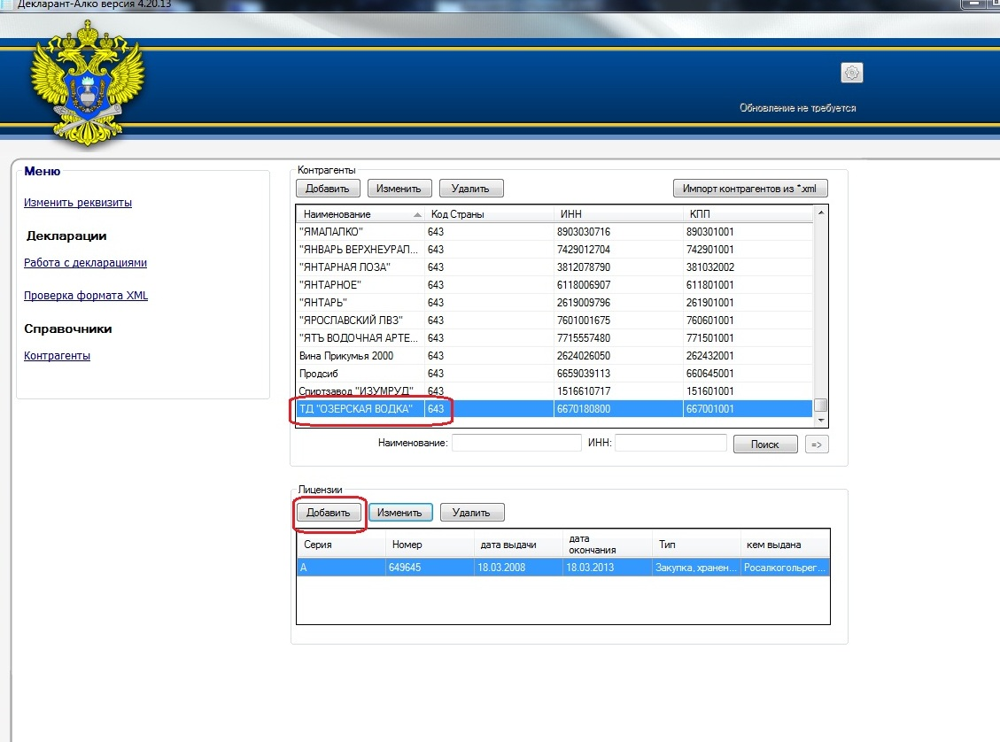 Декларант-Алко версия 4.20.13
Обновление не требуется
Меню
Изменить реквизиты
Декларации
Работа с декларациями
Проверка формата XML
Справочники
Контрагенты
Контрагенты
Добавить Изменить Удалить Импорт контрагентов из *.xml
Наименование Код Страны ИНН КПП
"ЯМАЛАЛКО" 643 8903030716 890301001
"ЯНВАРЬ ВЕРХНЕУРАЛ... 643 7429012704 742901001
"ЯНТАРНАЯ ЛОЗА" 643 3812078790 381032002
"ЯНТАРНОЕ" 643 6118006907 611801001
"ЯНТАРЬ" 643 2619009796 261901001
"ЯРОСЛАВСКИЙ ЛВЗ" 643 7601001675 760601001
"ЯТЪ ВОДОЧНАЯ АРТЕ... 643 7715557480 771501001
Вина Прикумья 2000 643 2624026050 262432001
Продсиб 643 6659039113 660645001
Спиртзавод "ИЗУМРУД" 643 1516610717 151601001
ТД "ОЗЕРСКАЯ ВОДКА" 643 6670180800 667001001
Наименование: ИНН: Поиск =>
Лицензии
Добавить Изменить Удалить
Серия Номер дата выдачи дата окончания Тип кем выдана
А 649645 18.03.2008 18.03.2013 Закупка, хранен... Росалкогольрег...